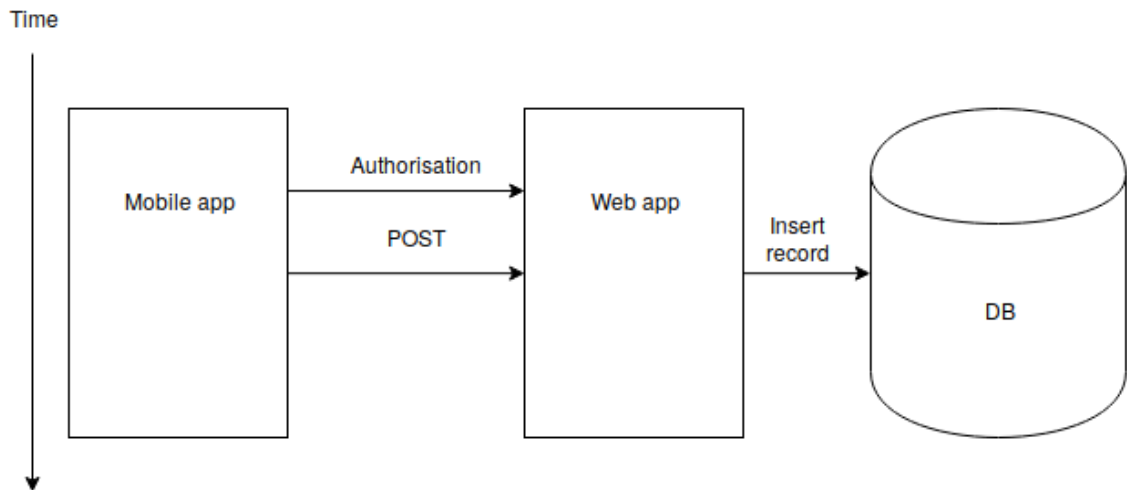 Time
Authorisation
Mobile app
Web app
POST
Insert
record
DB